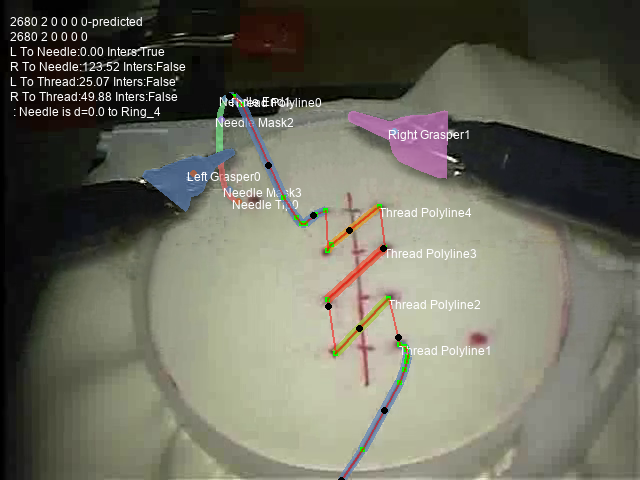 2680 2 0 0 0 0-predicted
2680 2 0 0 0 0
L To Needle:0.00 Inters:True
R To Needle:123.52 Inters:False
L To Thread:25.07 Inters:False
R To Thread:49.88 Inters:False
: Needle is d=0.0 to Ring_4
Thread Polyline0
Needle Mask2
Right Grasper1
Left Grasper0
Needle Mask3
Needle Tip0
Thread Polyline4
Thread Polyline3
Thread Polyline2
Thread Polyline1